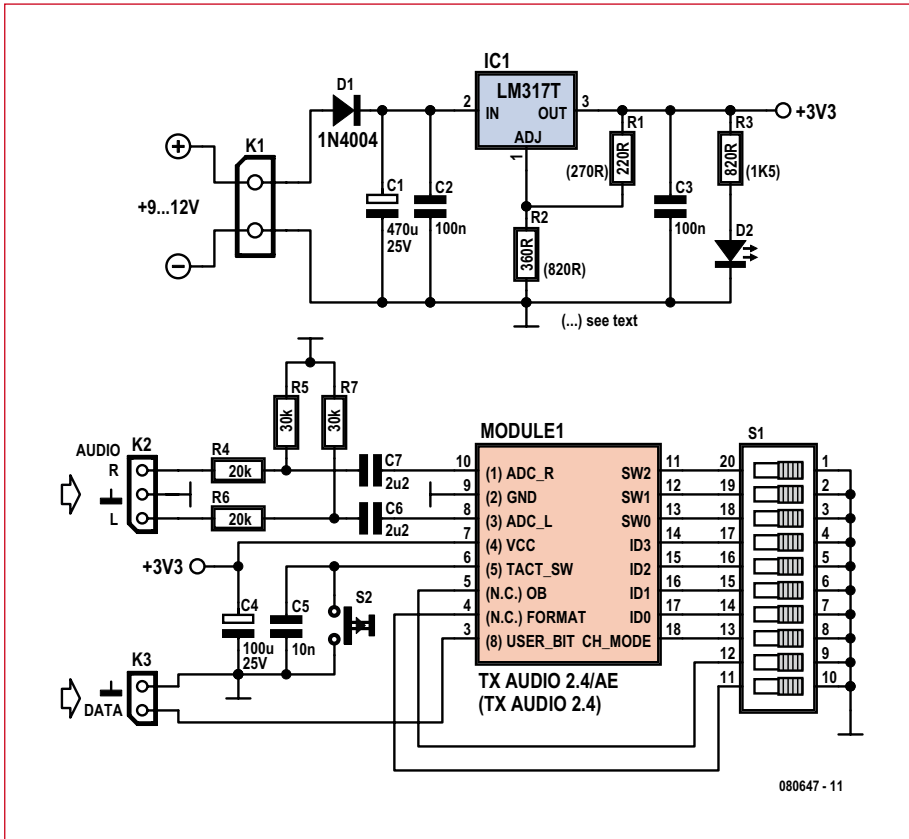 IC1
LM317T
D1
2
IN
OUT
3
+3V3
1N4004
ADJ
1
R1
220R
(270R)
R3
820R
(1K5)
K1
+
+9...12V
–
C1
470u
25V
C2
100n
R2
360R
(820R)
C3
100n
D2
(...) see text
R5
30k
R7
30k
MODULE1
S1
AUDIO
K2
R
L
R4
20k
R6
20k
C7
2u2
C6
2u2
10
(1) ADC_R
SW2
11
20
1
9
(2) GND
SW1
12
19
2
8
(3) ADC_L
SW0
13
18
3
7
(4) VCC
ID3
14
17
4
+3V3
6
(5) TACT_SW
ID2
15
16
5
5
(N.C.) OB
ID1
16
15
6
4
(N.C.) FORMAT
ID0
17
14
7
3
(8) USER_BIT
CH_MODE
18
13
8
12
9
11
10
C4
100u
25V
C5
10n
S2
K3
DATA
TX AUDIO 2.4/AE
(TX AUDIO 2.4)
080647 - 11